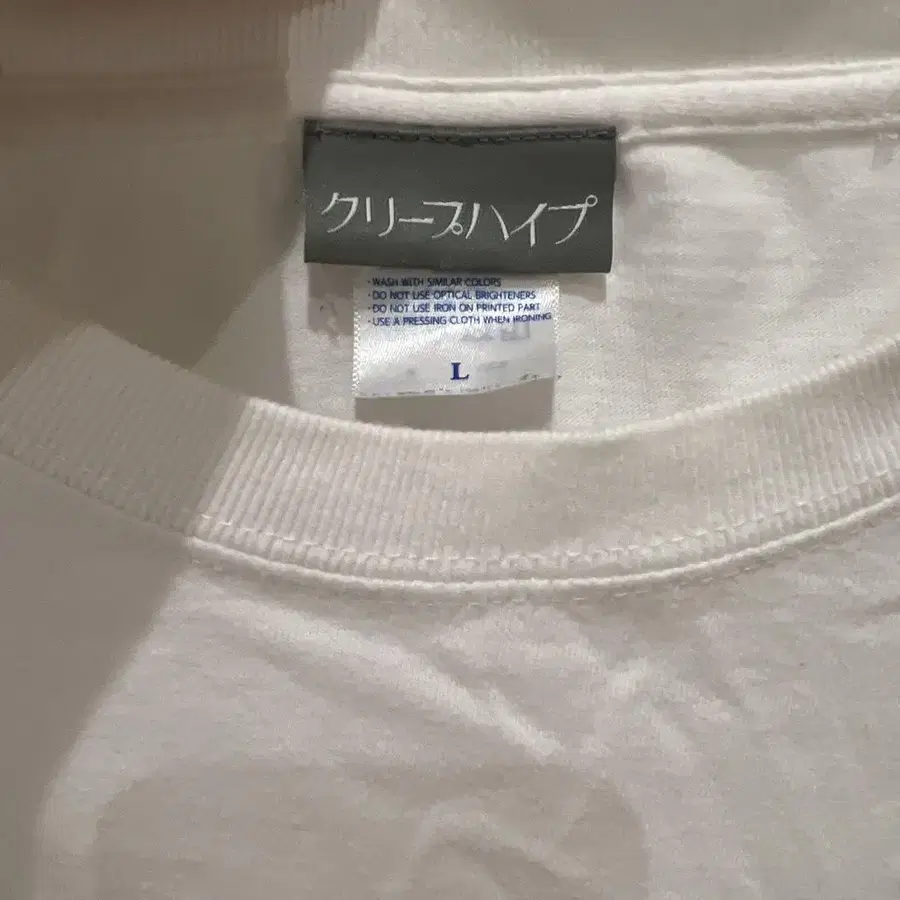 クリープハイプ
· WASH WITH SIMILAR COLORS
· DO NOT USE OPTICAL BRIGHTENERS
· DO NOT USE IRON ON PRINTED PART
· USE A PRESSING CLOTH WHEN IRONING
L